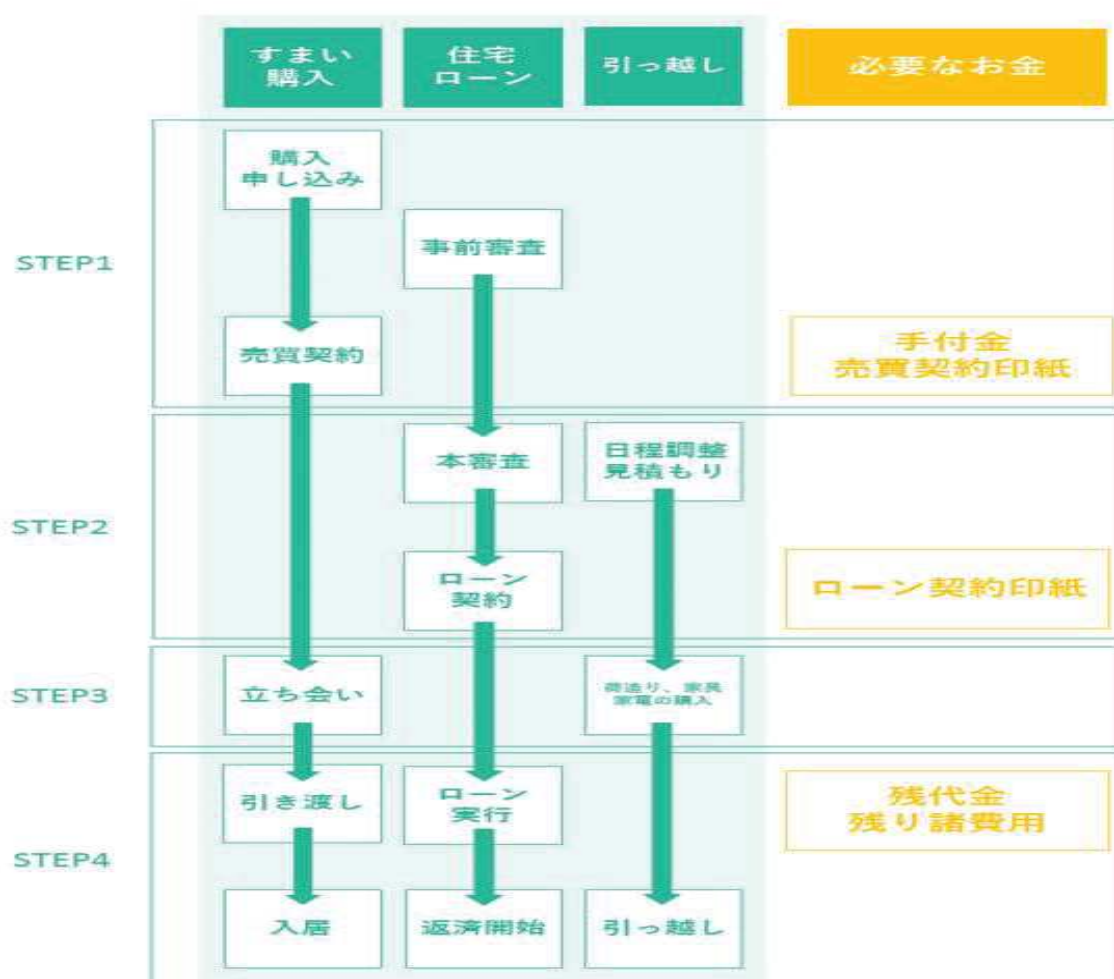 すまい
購入
住宅
ローン
引っ越し
必要なお金
STEP1
購入
申し込み
事前審査
売買契約
手付金
売買契約印紙
STEP2
本審査
日程調整
見積もり
ローン
契約
ローン契約印紙
STEP3
立ち会い
荷造り、家具
家電の購入
STEP4
引き渡し
ローン
実行
残代金
残り諸費用
入居
返済開始
引っ越し